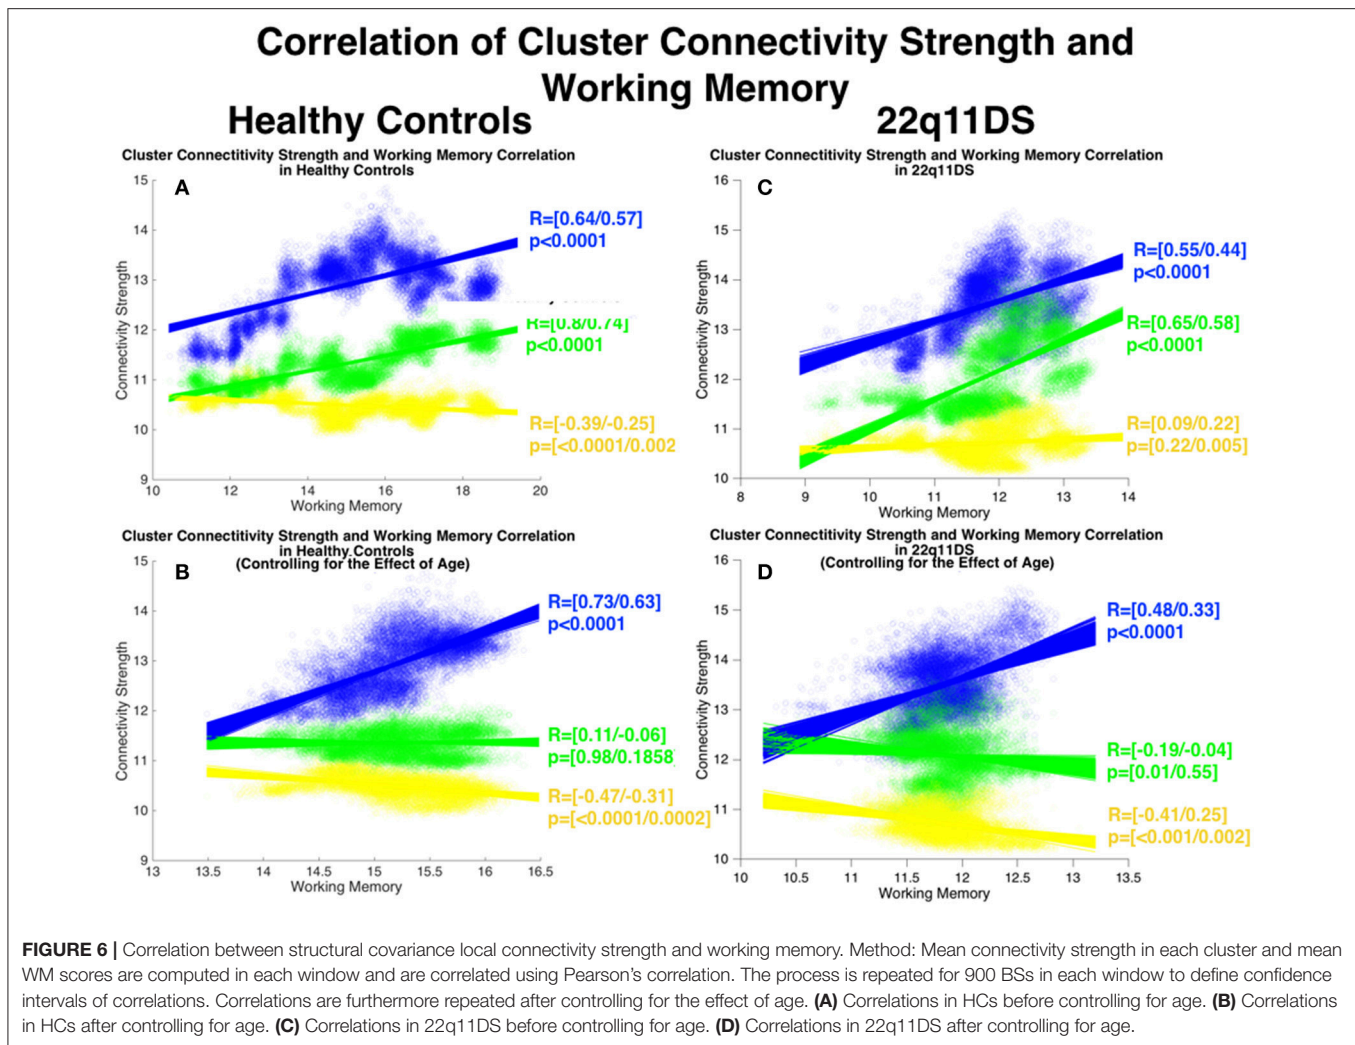 Correlation of Cluster Connectivity Strength and
Working Memory
Healthy Controls
Cluster Connectitivity Strength and Working Memory Correlation
in Healthy Controls
A
15
14
13
12
11
10
9
Connectivity Strength
10 12 14 16 18 20
Working Memory
R=[0.64/0.57]
p<0.0001
R=[0.8/0.74]
p<0.0001
R=[-0.39/-0.25]
p=[<0.0001/0.002
22q11DS
Cluster Connectitivity Strength and Working Memory Correlation
in 22q11DS
C
16
15
14
13
12
11
10
Connectivity Strength
8 9 10 11 12 13 14
Working Memory
R=[0.55/0.44]
p<0.0001
R=[0.65/0.58]
p<0.0001
R=[0.09/0.22]
p=[0.22/0.005]
Cluster Connectitivity Strength and Working Memory Correlation
in Healthy Controls
(Controlling for the Effect of Age)
B
15
14
13
12
11
10
9
Connectivity Strength
13 13.5 14 14.5 15 15.5 16 16.5
Working Memory
R=[0.73/0.63]
p<0.0001
R=[0.11/-0.06]
p=[0.98/0.1858]
R=[-0.47/-0.31]
p=[<0.0001/0.0002]
Cluster Connectitivity Strength and Working Memory Correlation
in 22q11DS
(Controlling for the Effect of Age)
D
16
15
14
13
12
11
10
Connectivity Strength
10 10.5 11 11.5 12 12.5 13 13.5
Working Memory
R=[0.48/0.33]
p<0.0001
R=[-0.19/-0.04]
p=[0.01/0.55]
R=[-0.41/0.25]
p=[<0.001/0.002]
FIGURE 6 | Correlation between structural covariance local connectivity strength and working memory. Method: Mean connectivity strength in each cluster and mean
WM scores are computed in each window and are correlated using Pearson's correlation. The process is repeated for 900 BSs in each window to define confidence
intervals of correlations. Correlations are furthermore repeated after controlling for the effect of age. (A) Correlations in HCs before controlling for age. (B) Correlations
in HCs after controlling for age. (C) Correlations in 22q11DS before controlling for age. (D) Correlations in 22q11DS after controlling for age.